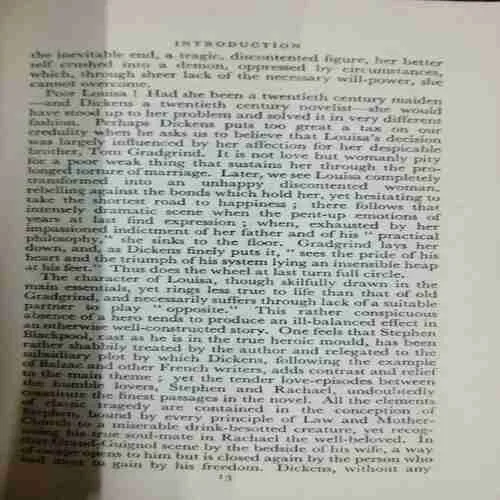 INTRODUCTION
the inevitable end, a tragic, discontented figure, her better
self crushed into a demon, oppressed by circumstances,
which, through sheer lack of the necessary will-power, she
cannot overcome.
Poor Louisa ! Had she been a twentieth century maiden
—and Dickens a twentieth century novelist—she would
have stood up to her problem and solved it in very different
fashion. Perhaps Dickens puts too great a tax on our
credulity when he asks us to believe that Louisa's decision
was largely influenced by her affection for her despicable
brother, Tom Gradgrind. It is not love but womanly pity
for a poor weak thing that sustains her through the pro-
longed torture of marriage. Later, we see Louisa completely
transformed into an unhappy discontented woman,
rebelling against the bonds which hold her, yet hesitating to
take the shortest road to happiness ; there follows that
intensely dramatic scene when the pent-up emotions of
years at last find expression ; when, exhausted by her
impassioned indictment of her father and of his " practical
philosophy," she sinks to the floor. Gradgrind lays her
down, and, as Dickens finely puts it, " sees the pride of his
heart and the triumph of his system lying an insensible heap
at his feet." Thus does the wheel at last turn full circle.
The character of Louisa, though skilfully drawn in the
main essentials, yet rings less true to life than that of old
Gradgrind, and necessarily suffers through lack of a suitable
partner to play " opposite." This rather conspicuous
absence of a hero tends to produce an ill-balanced effect in
an otherwise well-constructed story. One feels that Stephen
Blackpool, cast as he is in the true heroic mould, has been
rather shabbily treated by the author and relegated to the
subsidiary plot by which Dickens, following the example
of Balzac and other French writers, adds contrast and relief
to the main theme ; yet the tender love-episodes between
the humble lovers, Stephen and Rachael, undoubtedly
constitute the finest passages in the novel. All the elements
of classic tragedy are contained in the conception of
Stephen, bound by every principle of Law and Mother-
Church to a miserable drink-besotted creature, yet recog-
nising his true soul-mate in Rachael the well-beloved. In
that Grand-Guignol scene by the bedside of his wife, a way
of escape opens to him but is closed again by the person who
had most to gain by his freedom. Dickens, without any
13